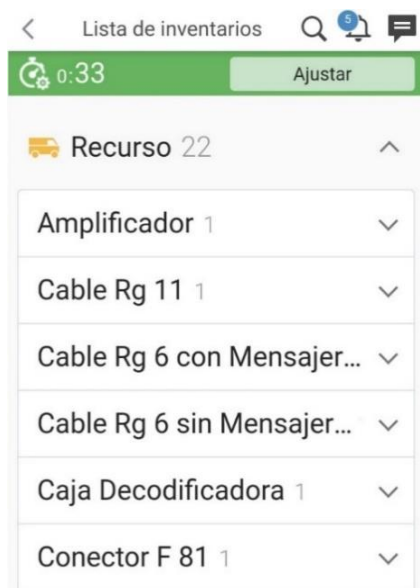 Lista de inventarios
5
0:33
Ajustar
Recurso 22
Amplificador 1
Cable Rg 11 1
Cable Rg 6 con Mensajer...
Cable Rg 6 sin Mensajer...
Caja Decodificadora 1
Conector F 81 1